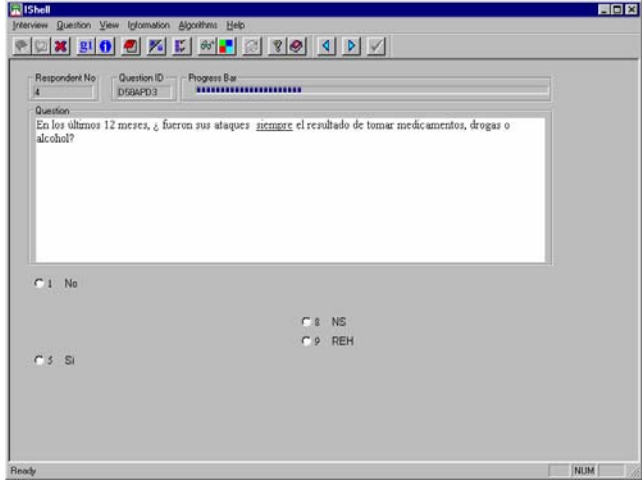 IShell
Interview Question View Information Algorithms Help
Respondent No
Question ID
Progress Bar
4
D58APD3
Question
En los últimos 12 meses, ¿ fueron sus ataques siempre el resultado de tomar medicamentos, drogas o
alcohol?
1 No
8 NS
9 REH
5 Si
Ready
NUM